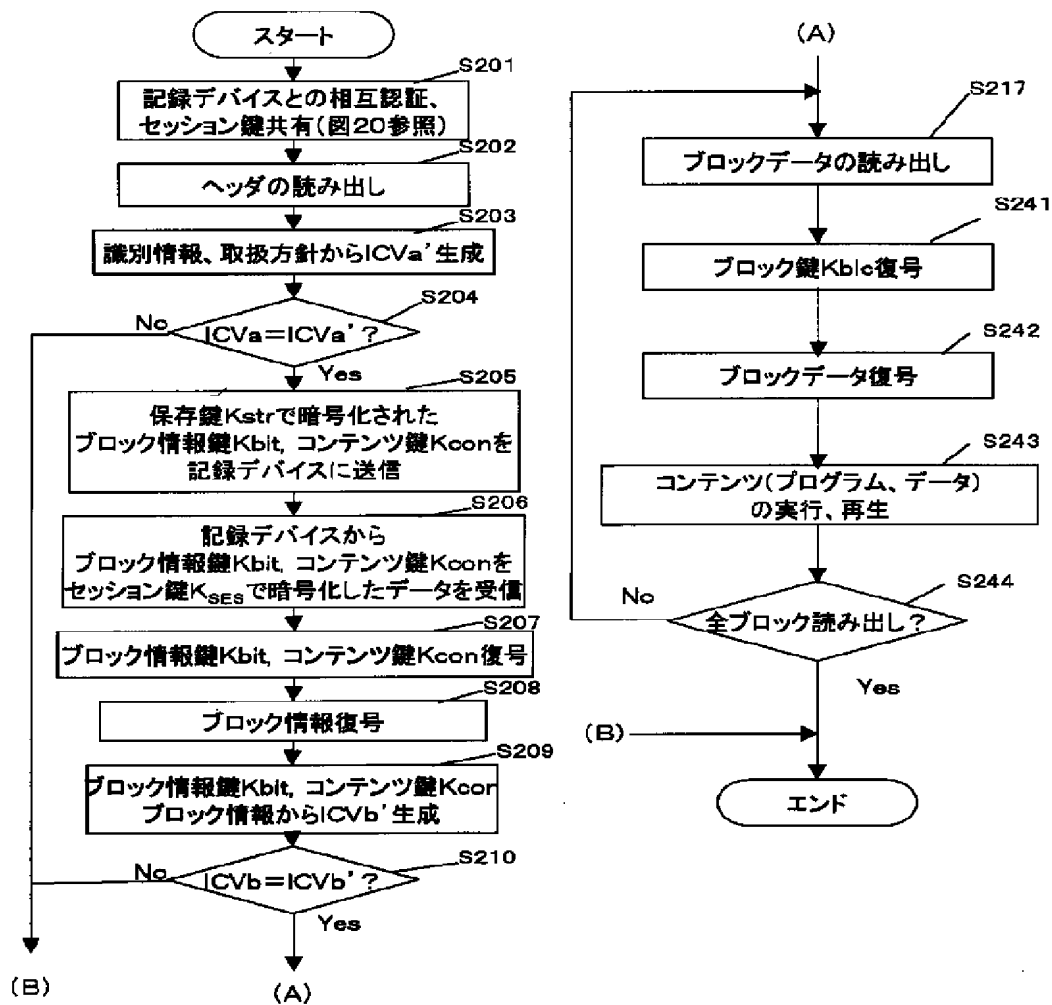 スタート
S201
記録デバイスとの相互認証、
セッション鍵共有(図20参照)
S202
ヘッダの読み出し
S203
識別情報、取扱方針からICVa'生成
S204
No
ICVa=ICVa'?
Yes
S205
保存鍵Kstrで暗号化された
ブロック情報鍵Kbit, コンテンツ鍵Kconを
記録デバイスに送信
S206
記録デバイスから
ブロック情報鍵Kbit, コンテンツ鍵Kconを
セッション鍵KSESで暗号化したデータを受信
S207
ブロック情報鍵Kbit, コンテンツ鍵Kcon復号
S208
ブロック情報復号
S209
ブロック情報鍵Kbit, コンテンツ鍵Kcon
ブロック情報からICVb'生成
S210
No
ICVb=ICVb'?
Yes
(B)
(A)
(A)
S217
ブロックデータの読み出し
S241
ブロック鍵Kblc復号
S242
ブロックデータ復号
S243
コンテンツ(プログラム、データ)
の実行、再生
S244
No
全ブロック読み出し?
Yes
(B)
エンド